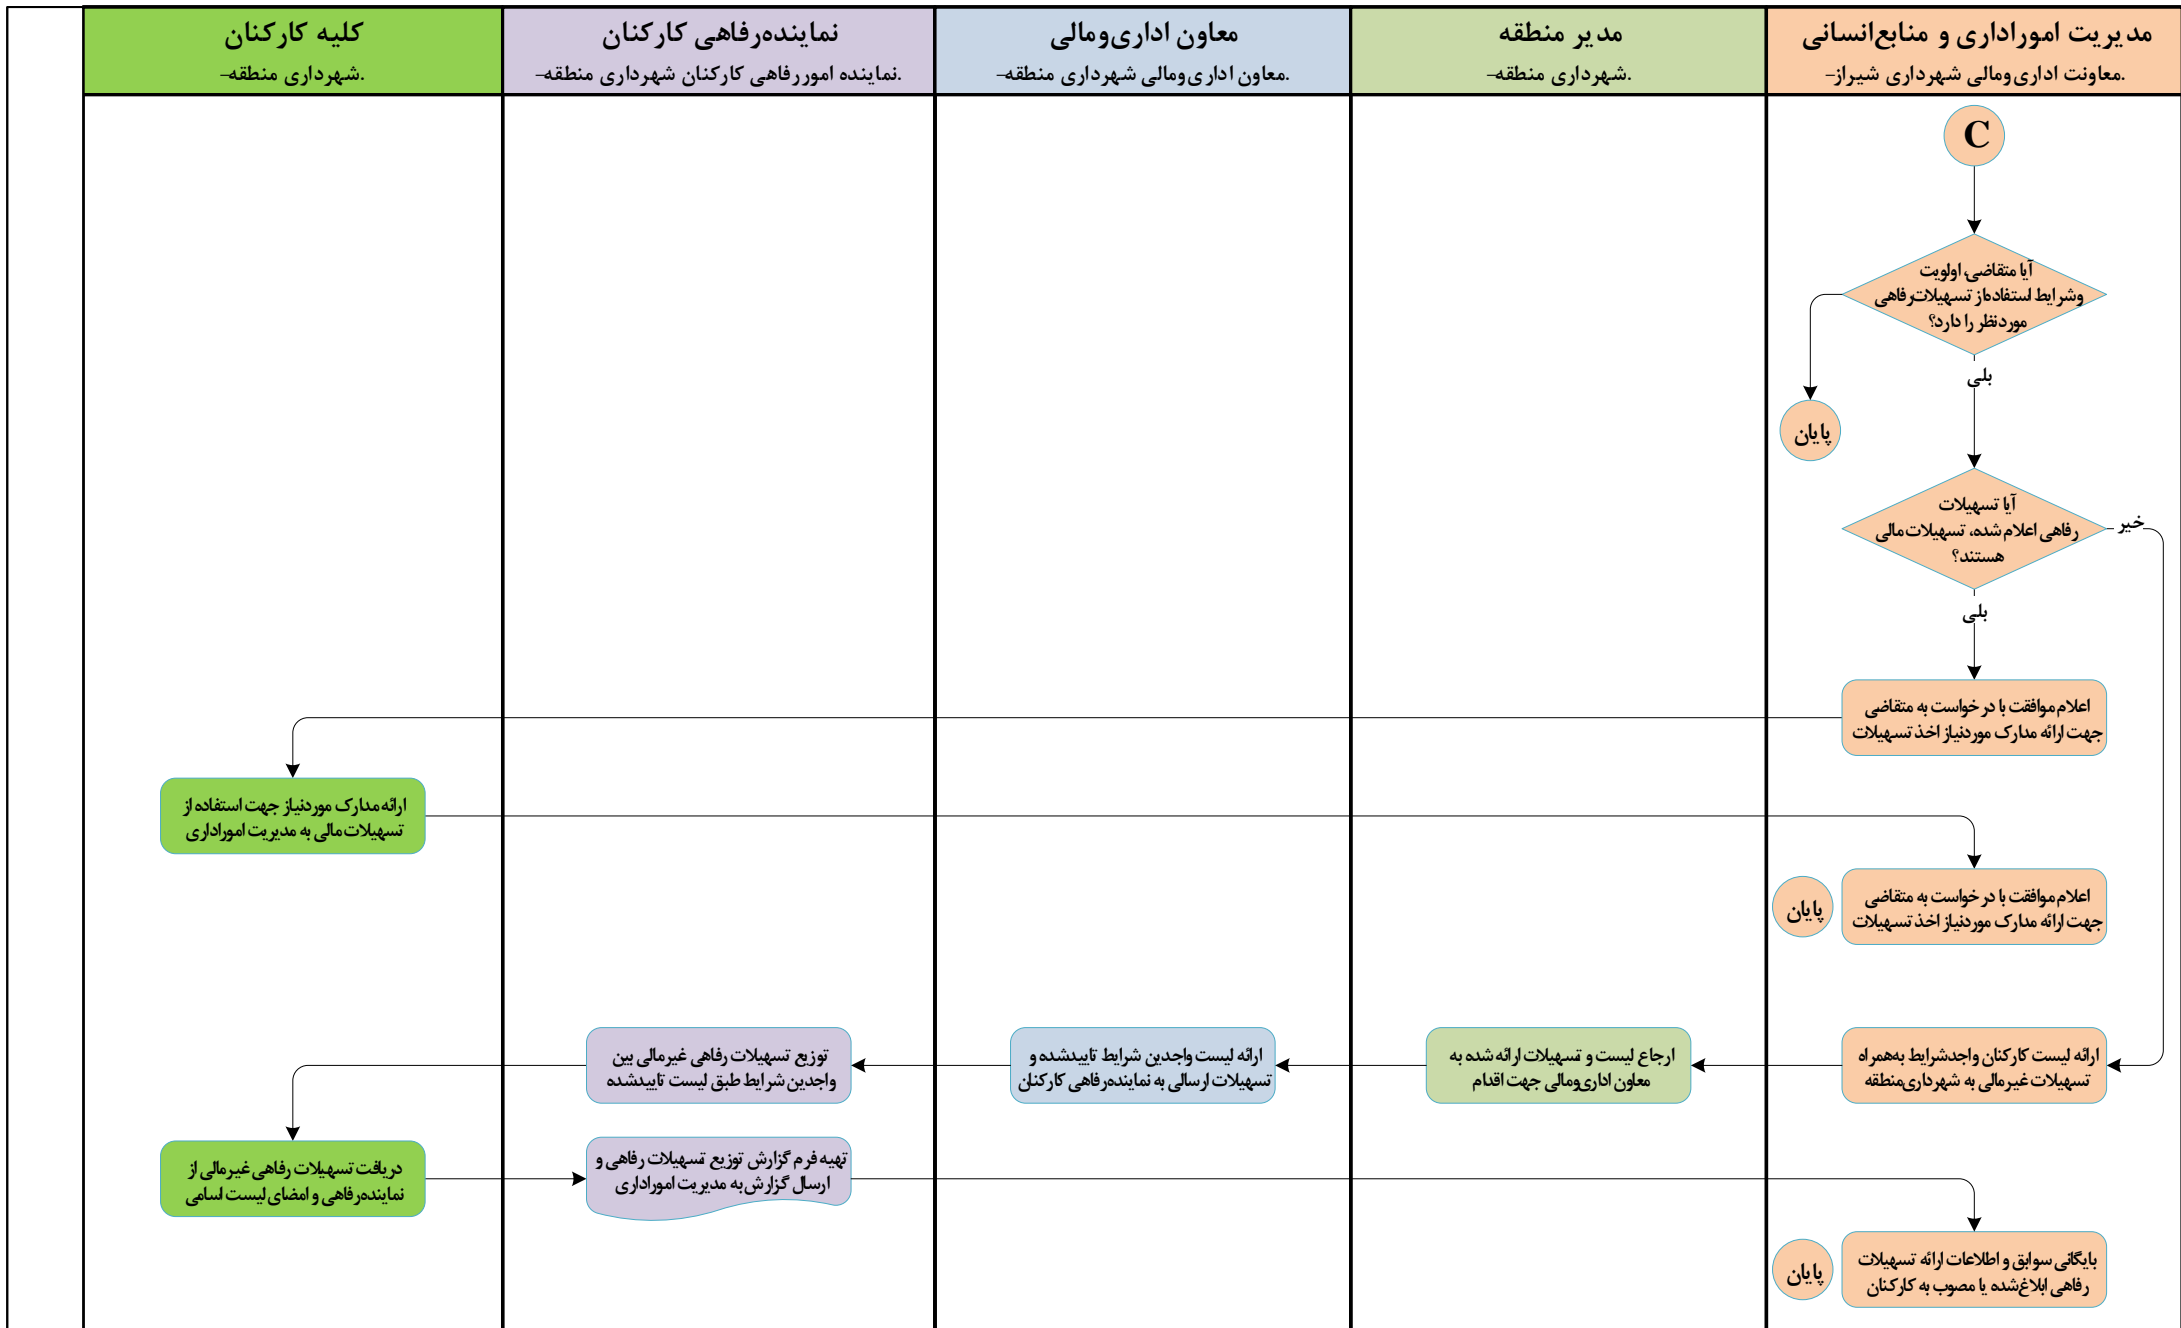 مدیریت اموراداری و منابع‌انسانی
معاونت اداری‌ومالی شهرداری شیراز–.
مدیر منطقه
شهرداری منطقه–.
معاون اداری‌ومالی
معاون اداری‌ومالی شهرداری منطقه–.
نماینده‌رفاهی کارکنان
نماینده اموررفاهی کارکنان شهرداری منطقه–.
کلیه کارکنان
شهرداری منطقه–.
C
آیا متقاضی، اولویت
وشرایط استفاده‌از تسهیلات‌رفاهی
موردنظر را دارد؟
بلی
پایان
آیا تسهیلات
رفاهی اعلام شده، تسهیلات‌مالی
هستند؟
خیر
بلی
اعلام موافقت با درخواست به متقاضی
جهت ارائه مدارک موردنیاز اخذ تسهیلات
ارائه‌مدارک موردنیاز جهت استفاده از
تسهیلات‌مالی به مدیریت اموراداری
اعلام موافقت با درخواست به متقاضی
جهت ارائه مدارک موردنیاز اخذ تسهیلات
پایان
ارائه لیست کارکنان واجدشرایط به‌همراه
تسهیلات غیرمالی به شهرداری‌منطقه
ارجاع لیست و تسهیلات ارائه شده به
معاون اداری‌ومالی جهت اقدام
ارائه لیست واجدین شرایط تاییدشده و
تسهیلات ارسالی به نماینده‌رفاهی کارکنان
توزیع تسهیلات رفاهی غیرمالی بین
واجدین شرایط طبق لیست تاییدشده
دریافت تسهیلات رفاهی غیرمالی از
نماینده‌رفاهی و امضای لیست اسامی
تهیه فرم گزارش توزیع تسهیلات رفاهی و
ارسال گزارش‌به مدیریت اموراداری
بایگانی سوابق و اطلاعات ارائه تسهیلات
رفاهی ابلاغ‌شده یا مصوب به کارکنان
پایان